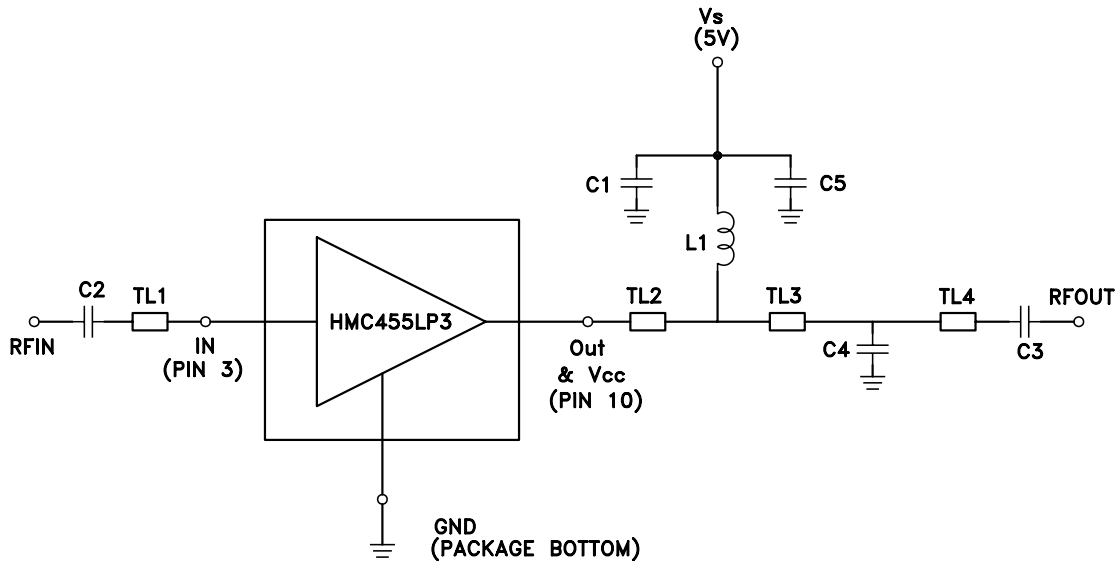 Vs
(5V)
C1
C5
L1
C2
TL1
HMC455LP3
TL2
TL3
TL4
RFOUT
RFIN
IN
(PIN 3)
Out
& Vcc
(PIN 10)
C4
C3
GND
(PACKAGE BOTTOM)